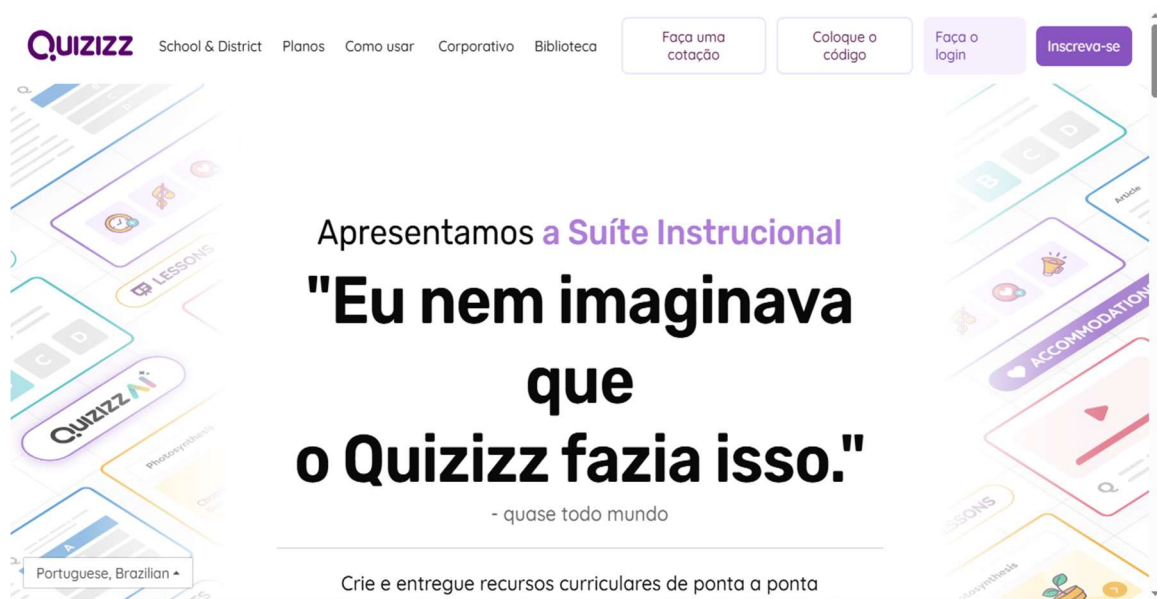 Quizizz
School & District
Planos
Como usar
Corporativo
Biblioteca
Faça uma
cotação
Coloque o
código
Faça o
login
Inscreva-se
Apresentamos a Suíte Instrucional
"Eu nem imaginava
que
o Quizizz fazia isso."
- quase todo mundo
Crie e entregue recursos curriculares de ponta a ponta
LESSONS
D
C
D
Quizizz Ai
Photosynthesis
A
Portuguese, Brazilian
D
C
B
Article
ACCOMMODATION
Q